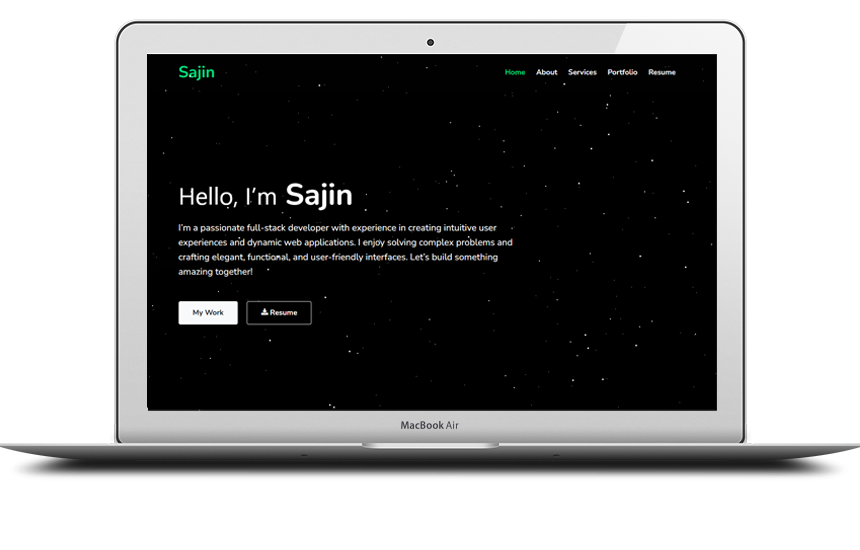 Sajin
Home About Services Portfolio Resume
Hello, I'm Sajin
I'm a passionate full-stack developer with experience in creating intuitive user
experiences and dynamic web applications. I enjoy solving complex problems and
crafting elegant, functional, and user-friendly interfaces. Let's build something
amazing together!
My Work Resume
MacBook Air